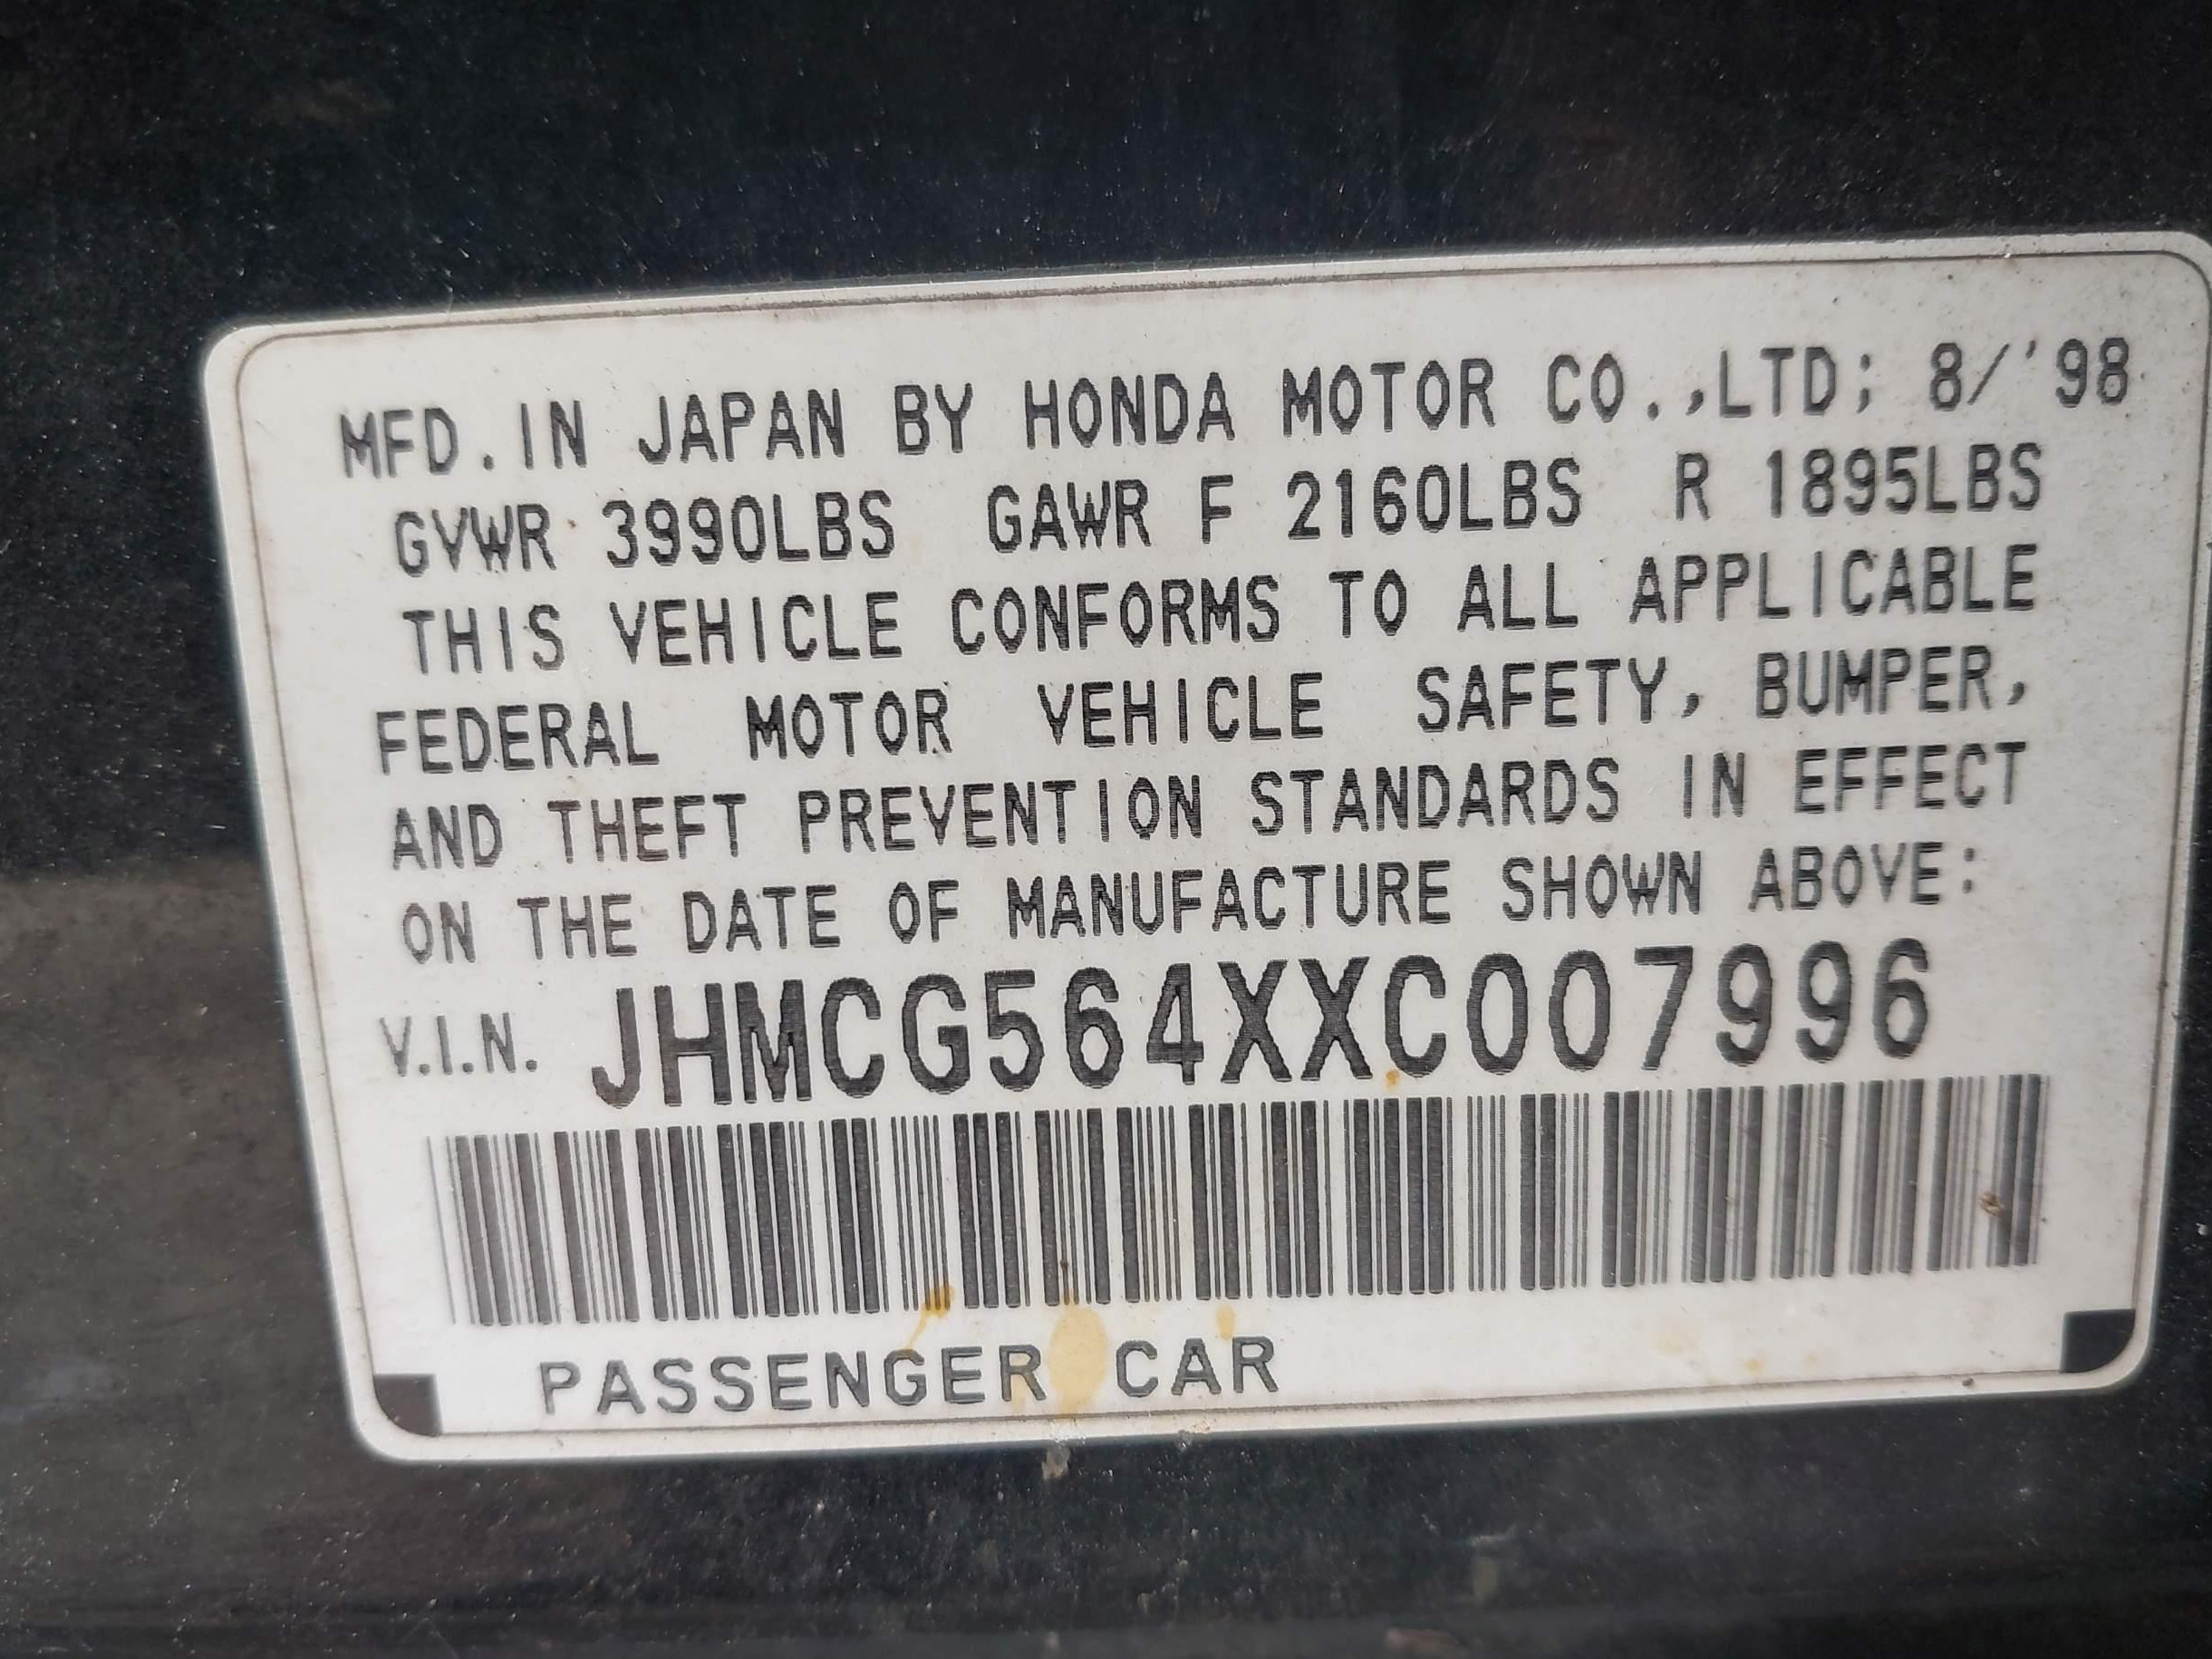 MFD.IN JAPAN BY HONDA MOTOR CO.,LTD; 8/'98
GVWR 3990LBS GAWR F 2160LBS R 1895LBS
THIS VEHICLE CONFORMS TO ALL APPLICABLE
FEDERAL MOTOR VEHICLE SAFETY, BUMPER,
AND THEFT PREVENTION STANDARDS IN EFFECT
ON THE DATE OF MANUFACTURE SHOWN ABOVE:
V.I.N. JHMCG564XXC007996
PASSENGER CAR